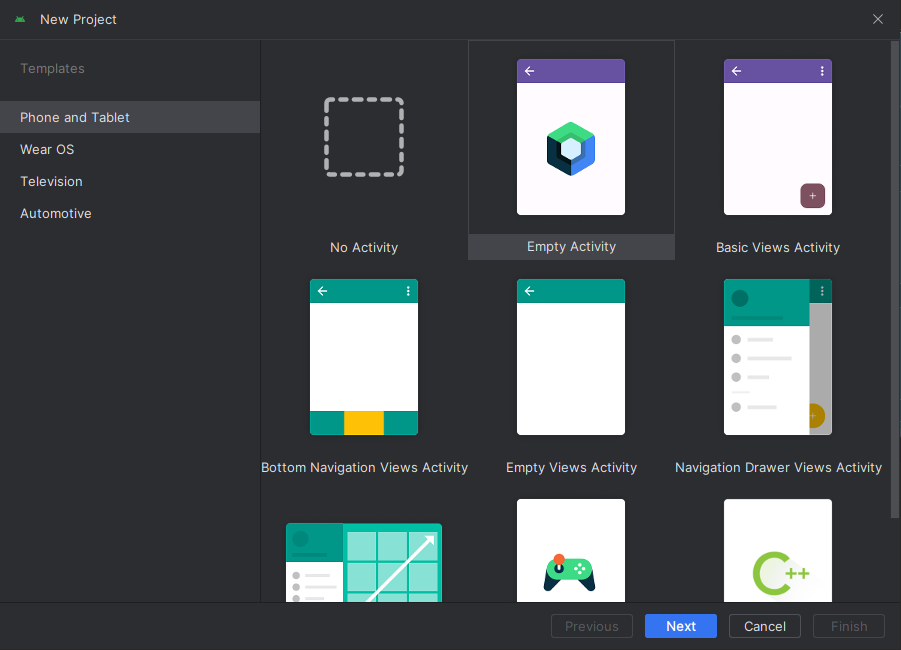 New Project
Templates
Phone and Tablet
Wear OS
Television
Automotive
No Activity
Empty Activity
Basic Views Activity
Bottom Navigation Views Activity
Empty Views Activity
Navigation Drawer Views Activity
C++
Previous
Next
Cancel
Finish